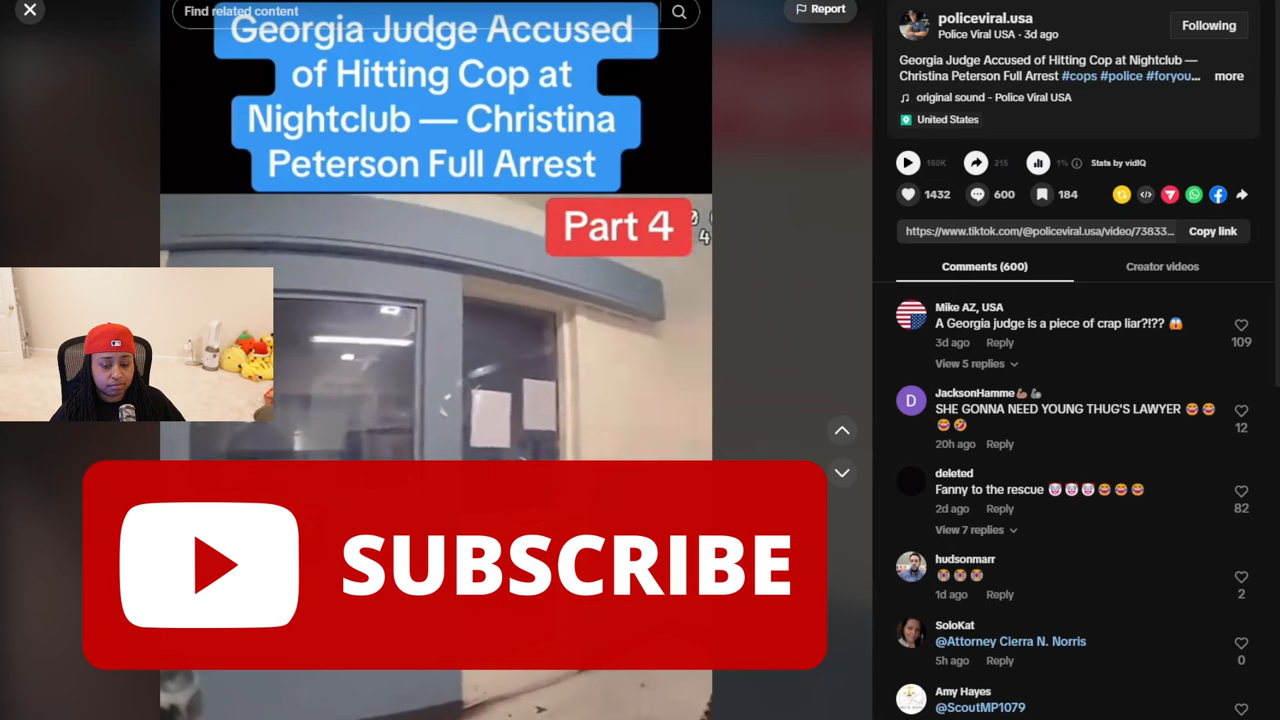 Find related content
Report
Georgia Judge Accused
of Hitting Cop at
Nightclub — Christina
Peterson Full Arrest
Part 4
SUBSCRIBE
policeviral.usa
Police Viral USA · 3d ago
Following
Georgia Judge Accused of Hitting Cop at Nightclub —
Christina Peterson Full Arrest #cops #police #foryou... more
original sound - Police Viral USA
United States
160K
215
1%
Stats by vidIQ
1432
600
184
https://www.tiktok.com/@policeviral.usa/video/73833...
Copy link
Comments (600)
Creator videos
Mike AZ, USA
A Georgia judge is a piece of crap liar?!?? 😱
109
3d ago Reply
View 5 replies
D
JacksonHamme💪🏽🦾
SHE GONNA NEED YOUNG THUG'S LAWYER 😂😂
😂🤣
12
20h ago Reply
deleted
Fanny to the rescue 🤡🤡🤡😂😂😂
82
2d ago Reply
View 7 replies
hudsonmarr
😭😭😭
2
1d ago Reply
SoloKat
@Attorney Cierra N. Norris
0
5h ago Reply
Amy Hayes
@ScoutMP1079